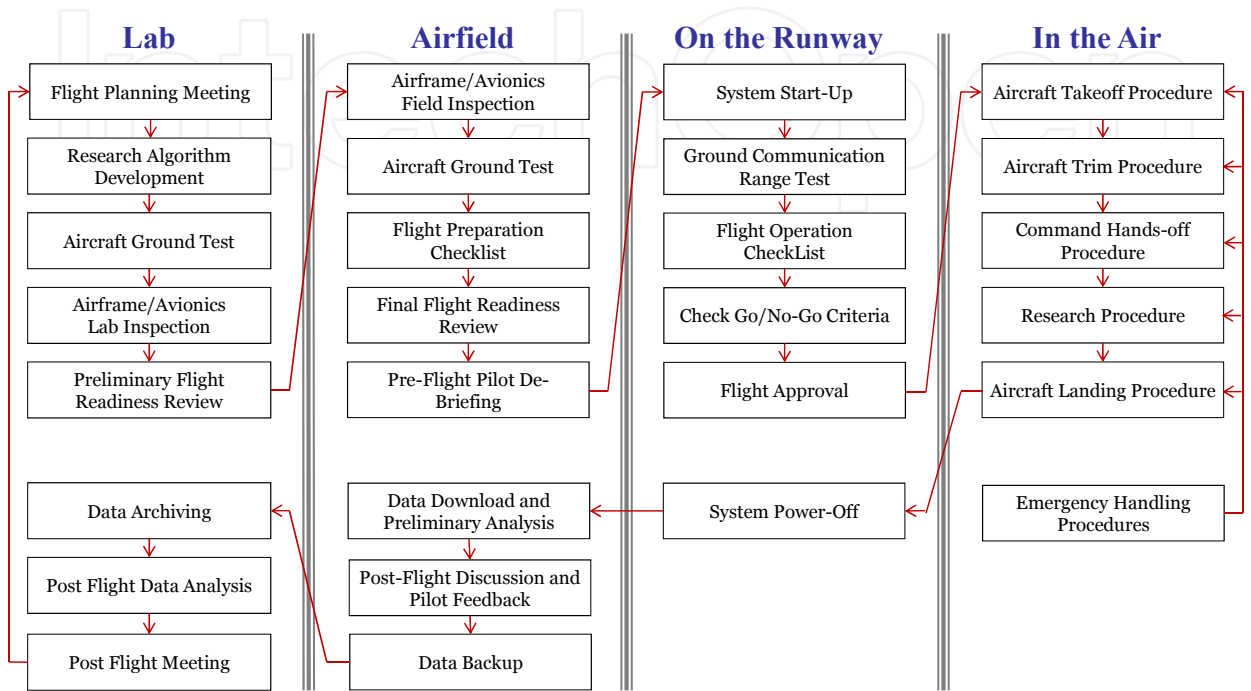 IntechOpen
Lab
Flight Planning Meeting
Research Algorithm
Development
Aircraft Ground Test
Airframe/Avionics
Lab Inspection
Preliminary Flight
Readiness Review
Data Archiving
Post Flight Data Analysis
Post Flight Meeting
Airfield
Airframe/Avionics
Field Inspection
Aircraft Ground Test
Flight Preparation
Checklist
Final Flight Readiness
Review
Pre-Flight Pilot De-
Briefing
Data Download and
Preliminary Analysis
Post-Flight Discussion and
Pilot Feedback
Data Backup
On the Runway
System Start-Up
Ground Communication
Range Test
Flight Operation
CheckList
Check Go/No-Go Criteria
Flight Approval
System Power-Off
In the Air
Aircraft Takeoff Procedure
Aircraft Trim Procedure
Command Hands-off
Procedure
Research Procedure
Aircraft Landing Procedure
Emergency Handling
Procedures